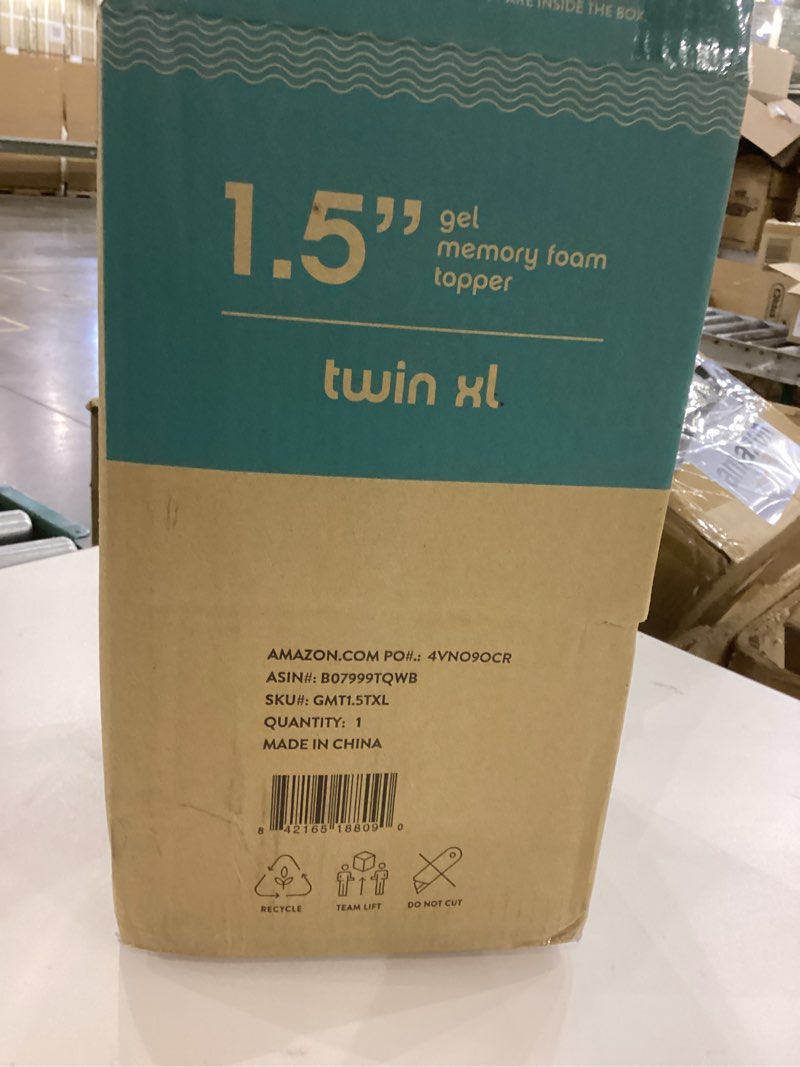 ARE INSIDE THE BOX
1.5”
gel
memory foam
topper
twin xl
AMAZON.COM PO#.: 4VNO9OCR
ASIN#: B07999TQWB
SKU#: GMT1.5TXL
QUANTITY: 1
MADE IN CHINA
8 42165 18809 0
RECYCLE
TEAM LIFT
DO NOT CUT